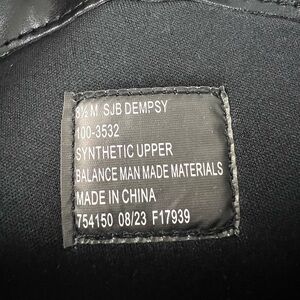 8½ M SJB DEMPSY
100-3532
SYNTHETIC UPPER
BALANCE MAN MADE MATERIALS
MADE IN CHINA
754150 08/23 F17939